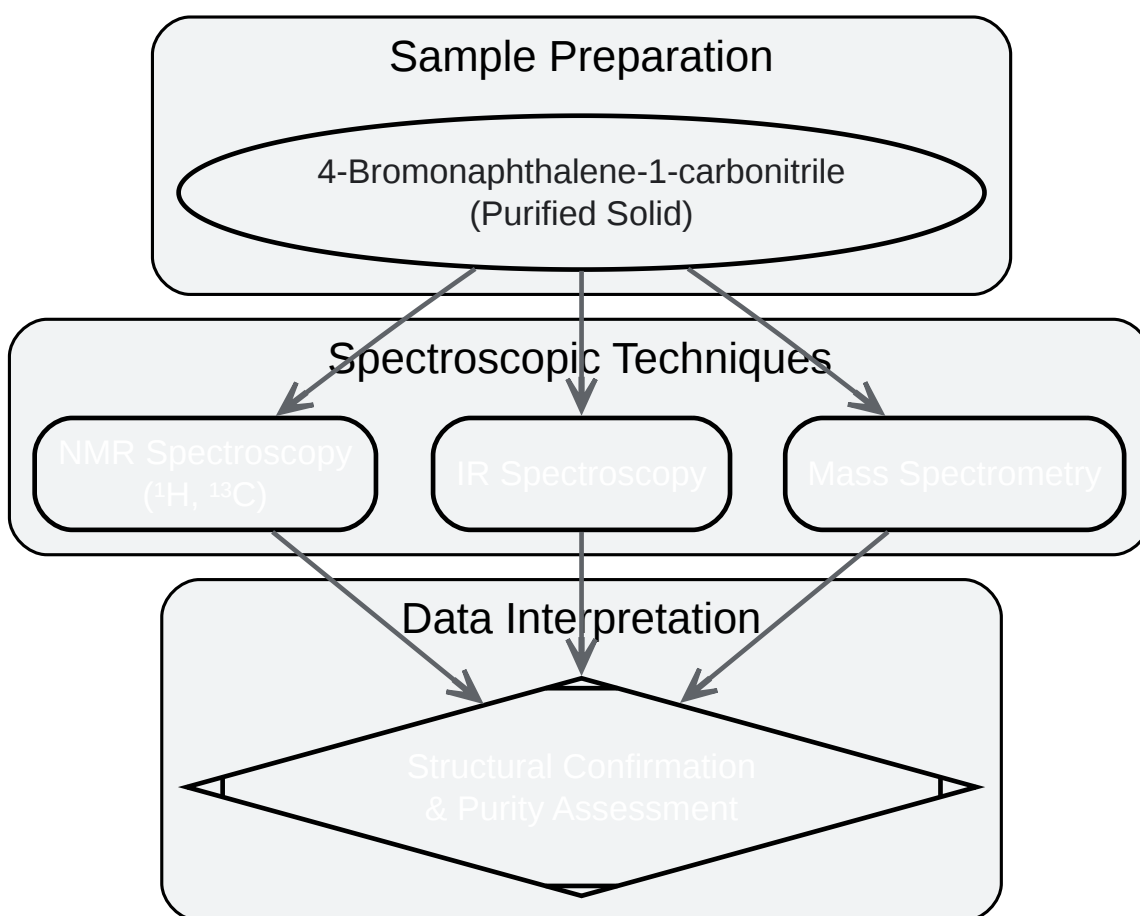 Sample Preparation
4-Bromonaphthalene-1-carbonitrile
(Purified Solid)
Spectroscopic Techniques
NMR Spectroscopy
(¹H, ¹³C)
IR Spectroscopy
Mass Spectrometry
Data Interpretation
Structural Confirmation
& Purity Assessment